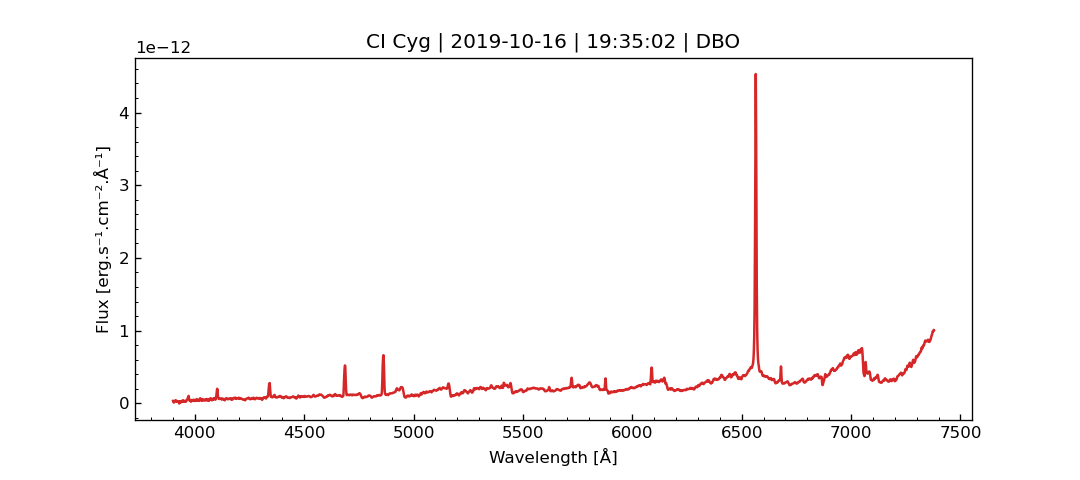 CI Cyg | 2019-10-16 | 19:35:02 | DBO
1e−12
Flux [erg.s⁻¹.cm⁻².Å⁻¹]
4
3
2
1
0
4000 4500 5000 5500 6000 6500 7000 7500
Wavelength [Å]